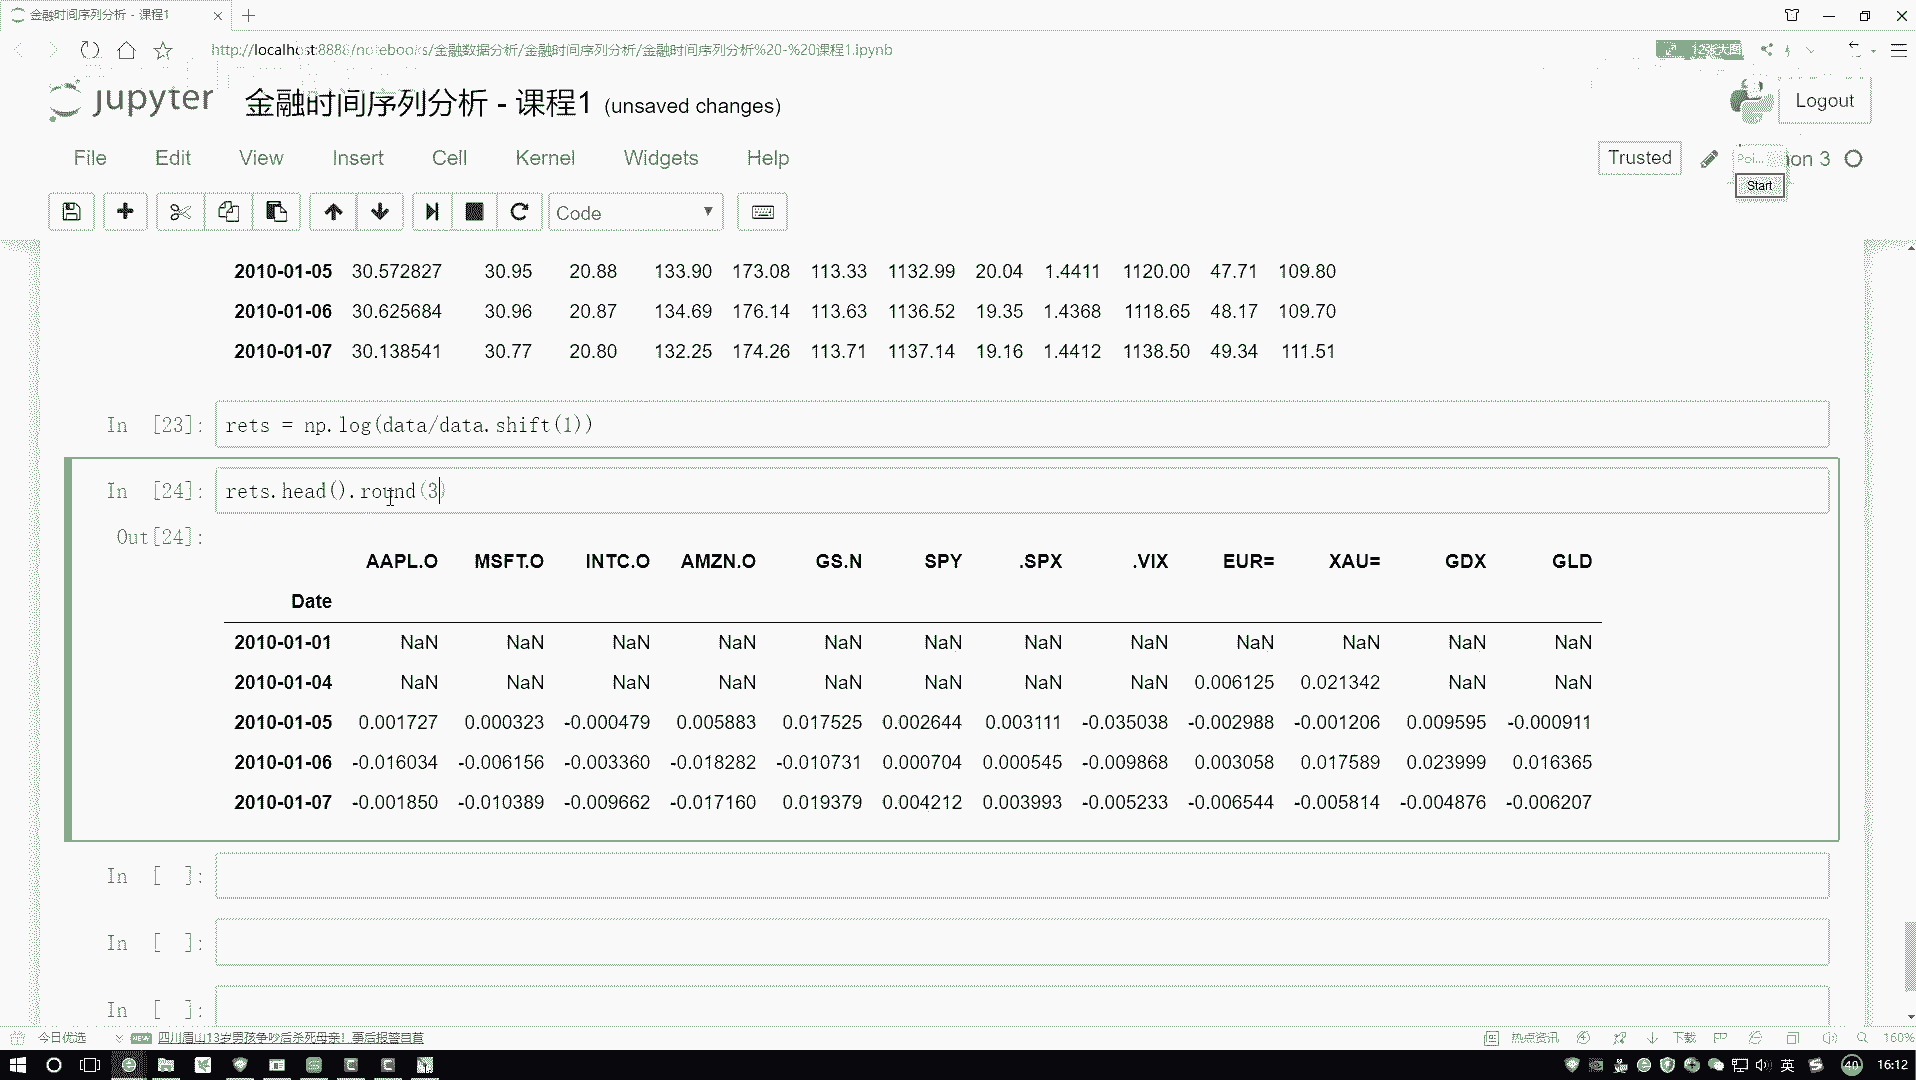 金融时间序列分析 - 课程1
http://localhost:8888/notebooks/金融数据分析/金融时间序列分析/金融时间序列分析%20-%20课程1.ipynb
jupyter 金融时间序列分析 - 课程1 (unsaved changes) Logout
File Edit View Insert Cell Kernel Widgets Help Trusted
Start
Code
2010-01-05 30.572827 30.95 20.88 133.90 173.08 113.33 1132.99 20.04 1.4411 1120.00 47.71 109.80
2010-01-06 30.625684 30.96 20.87 134.69 176.14 113.63 1136.52 19.35 1.4368 1118.65 48.17 109.70
2010-01-07 30.138541 30.77 20.80 132.25 174.26 113.71 1137.14 19.16 1.4412 1138.50 49.34 111.51
In [23]: rets = np.log(data/data.shift(1))
In [24]: rets.head().round(3)
Out[24]:
AAPL.O MSFT.O INTC.O AMZN.O GS.N SPY .SPX .VIX EUR= XAU= GDX GLD
Date
2010-01-01 NaN NaN NaN NaN NaN NaN NaN NaN NaN NaN NaN NaN
2010-01-04 NaN NaN NaN NaN NaN NaN NaN NaN 0.006125 0.021342 NaN NaN
2010-01-05 0.001727 0.000323 -0.000479 0.005883 0.017525 0.002644 0.003111 -0.035038 -0.002988 -0.001206 0.009595 -0.000911
2010-01-06 -0.016034 -0.006156 -0.003360 -0.018282 -0.010731 0.000704 0.000545 -0.009868 0.003058 0.017589 0.023999 0.016365
2010-01-07 -0.001850 -0.010389 -0.009662 -0.017160 0.019379 0.004212 0.003993 -0.005233 -0.006544 -0.005814 -0.004876 -0.006207
In [ ]:
In [ ]:
In [ ]:
今日优选 NEW 四川眉山13岁男孩争吵后杀死母亲！事后报警自首 热点资讯 下载 160%
英 40 16:12